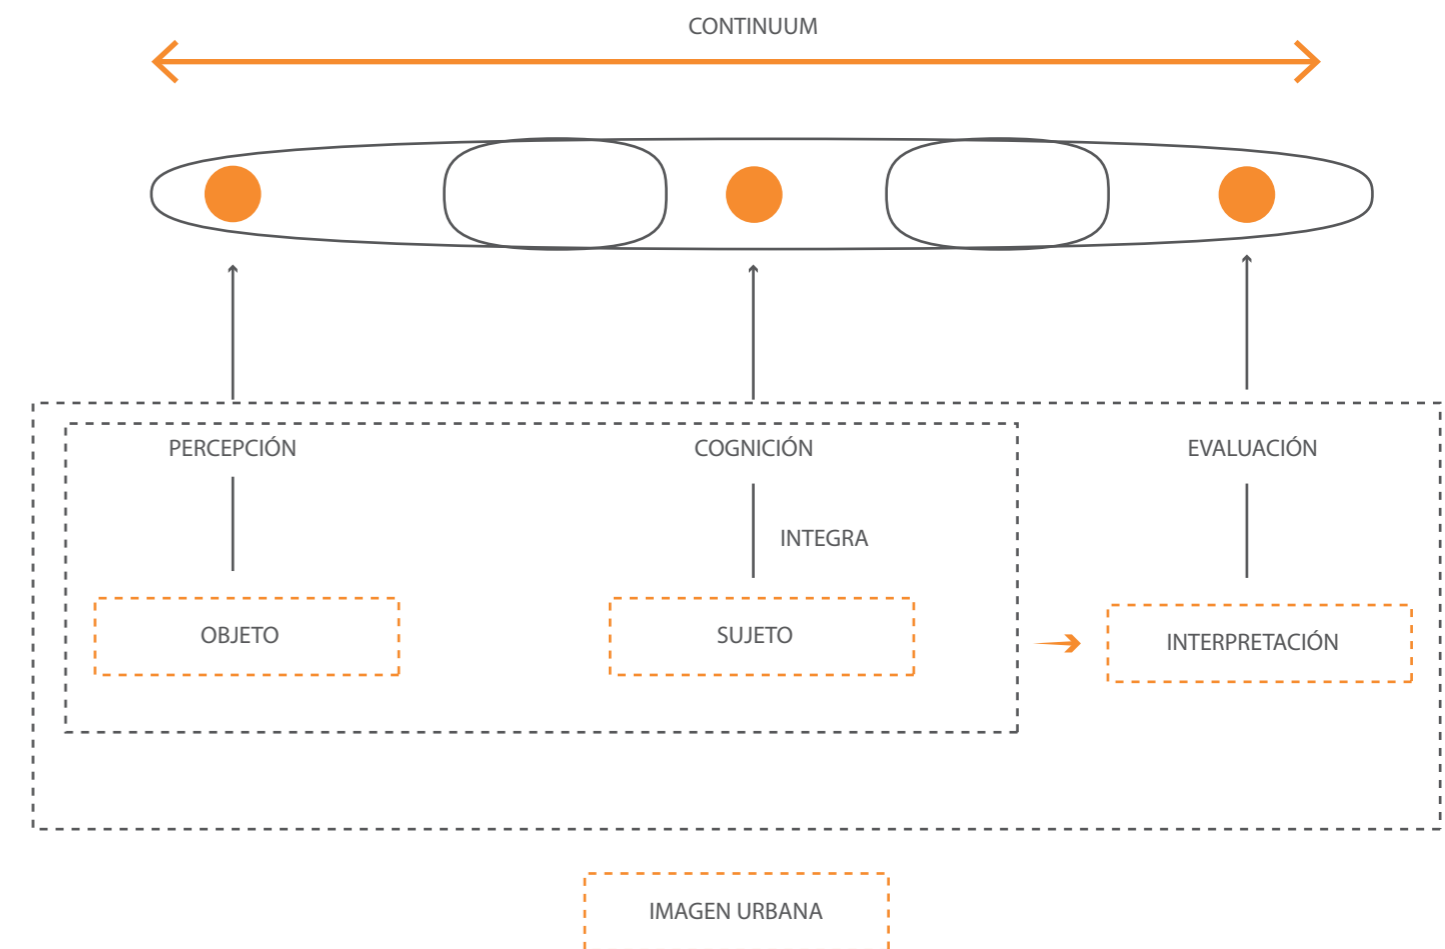 CONTINUUM
PERCEPCIÓN
COGNICIÓN
EVALUACIÓN
INTEGRA
OBJETO
SUJETO
INTERPRETACIÓN
IMAGEN URBANA